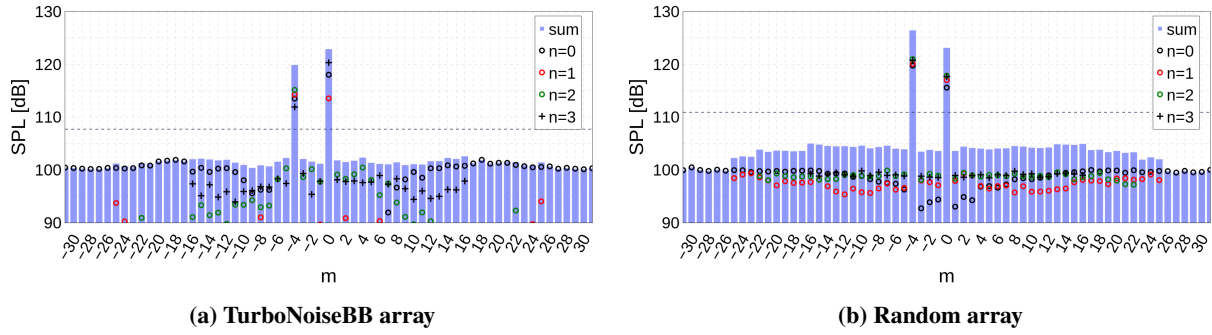 130
120
110
100
90
SPL [dB]
sum
n=0
n=1
n=2
n=3
−30 −28 −26 −24 −22 −20 −18 −16 −14 −12 −10 −8 −6 −4 −2 0 2 4 6 8 10 12 14 16 18 20 22 24 26 28 30
m
(a) TurboNoiseBB array
130
120
110
100
90
SPL [dB]
sum
n=0
n=1
n=2
n=3
−30 −28 −26 −24 −22 −20 −18 −16 −14 −12 −10 −8 −6 −4 −2 0 2 4 6 8 10 12 14 16 18 20 22 24 26 28 30
m
(b) Random array